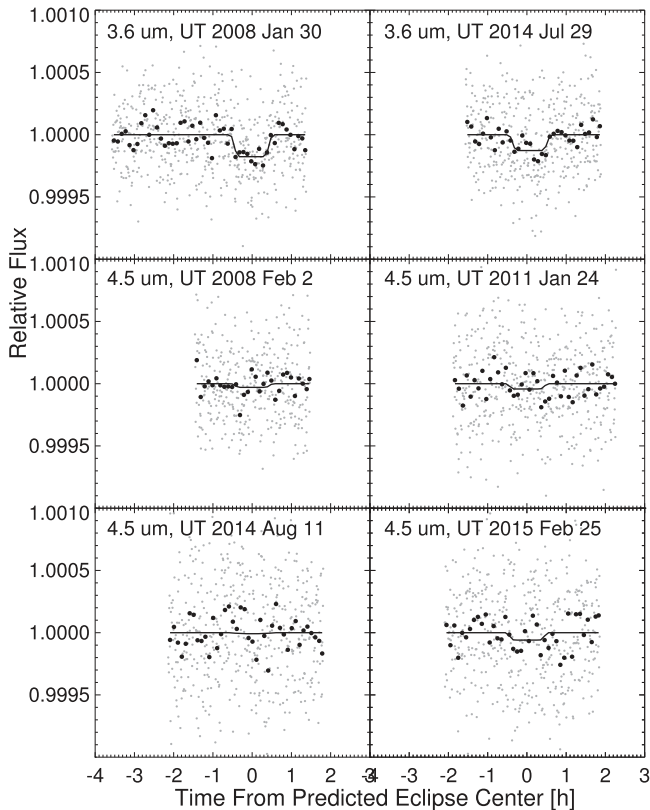 1.0010
3.6 um, UT 2008 Jan 30
3.6 um, UT 2014 Jul 29
1.0005
1.0000
0.9995
1.0010
4.5 um, UT 2008 Feb 2
4.5 um, UT 2011 Jan 24
1.0005
Relative Flux
1.0000
0.9995
1.0010
4.5 um, UT 2014 Aug 11
4.5 um, UT 2015 Feb 25
1.0005
1.0000
0.9995
-4 -3 -2 -1 0 1 2 3
-4 -3 -2 -1 0 1 2 3
Time From Predicted Eclipse Center [h]